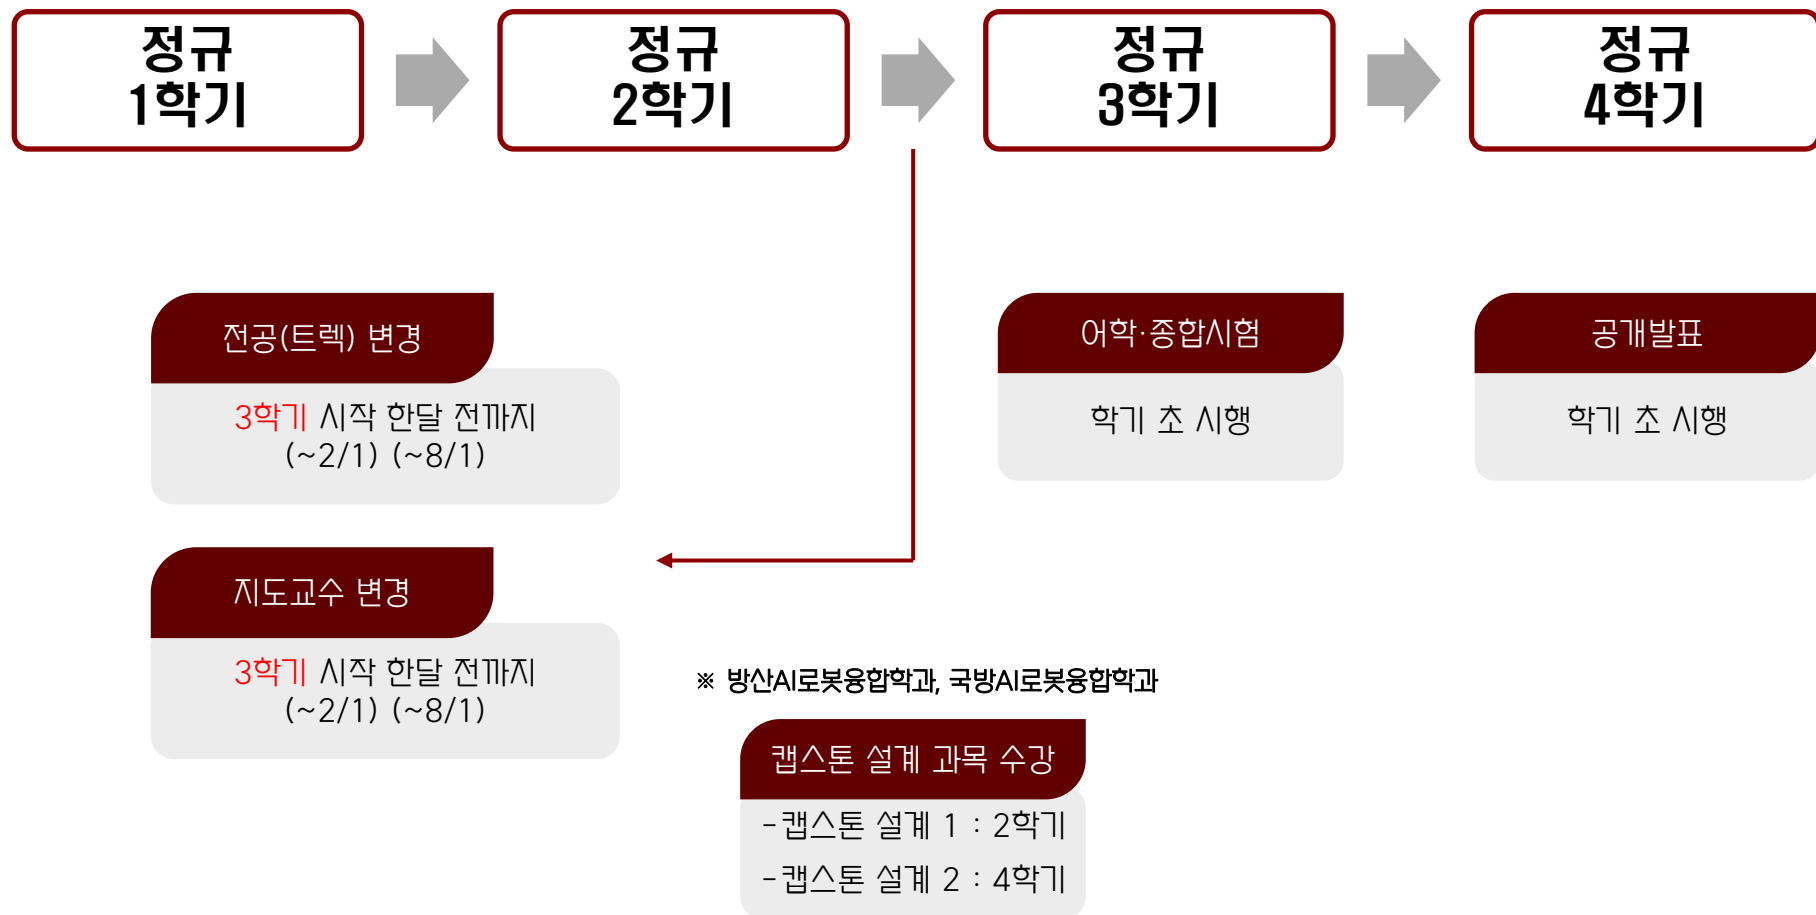 정규
1학기
정규
2학기
정규
3학기
정규
4학기
전공(트렉) 변경
3학기 시작 한달 전까지
(~2/1) (~8/1)
어학·종합시험
학기 초 시행
공개발표
학기 초 시행
지도교수 변경
3학기 시작 한달 전까지
(~2/1) (~8/1)
※ 방산AI로봇융합학과, 국방AI로봇융합학과
캡스톤 설계 과목 수강
-캡스톤 설계 1 : 2학기
-캡스톤 설계 2 : 4학기